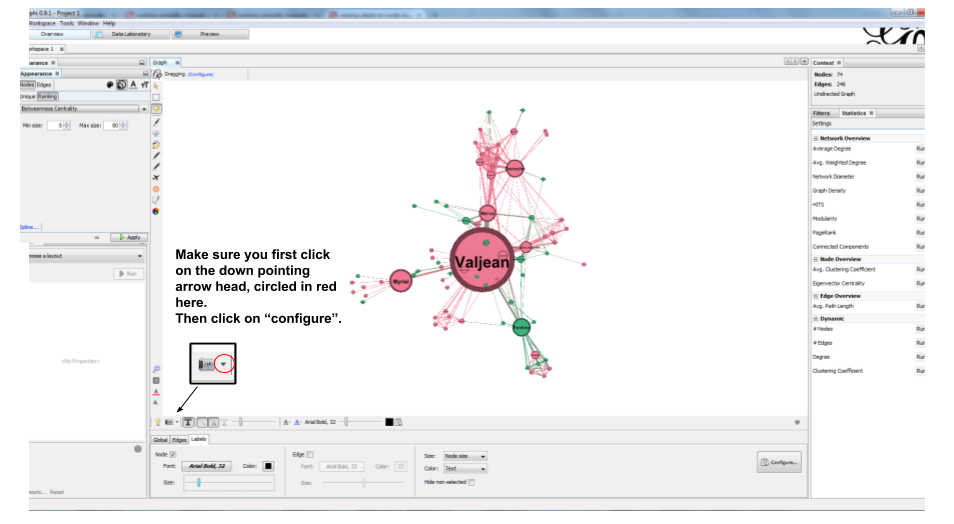 ephi 0.9.1 - Project 1
Workspace Tools Window Help
Overview Data Laboratory Preview
orkspace 1
earance Graph Context
Appearance Dragging (Configure) Nodes: 74
Nodes Edges Edges: 248
Unique Ranking Undirected Graph
Betweenness Centrality
Min size: 5 Max size: 80
Filters Statistics
Settings
Network Overview
Average Degree Run
Avg. Weighted Degree Run
Network Diameter Run
Graph Density Run
HITS Run
Modularity Run
PageRank Run
Connected Components Run
Node Overview
Avg. Clustering Coefficient Run
Eigenvector Centrality Run
Edge Overview
Avg. Path Length Run
Dynamic
# Nodes Run
# Edges Run
Degree Run
Clustering Coefficient Run
Spline...
Apply
oose a layout
Run
<No Properties>
Valjean
Myriel
Make sure you first click
on the down pointing
arrow head, circled in red
here.
Then click on “configure”.
A- A- Arial Bold, 32
Global Edges Labels
Node Edge Size: Node size
Font: Arial Bold, 32 Color: Font: Arial Bold, 32 Color: Color: Text
Size: Size: Hide non-selected
Configure...
esets... Reset